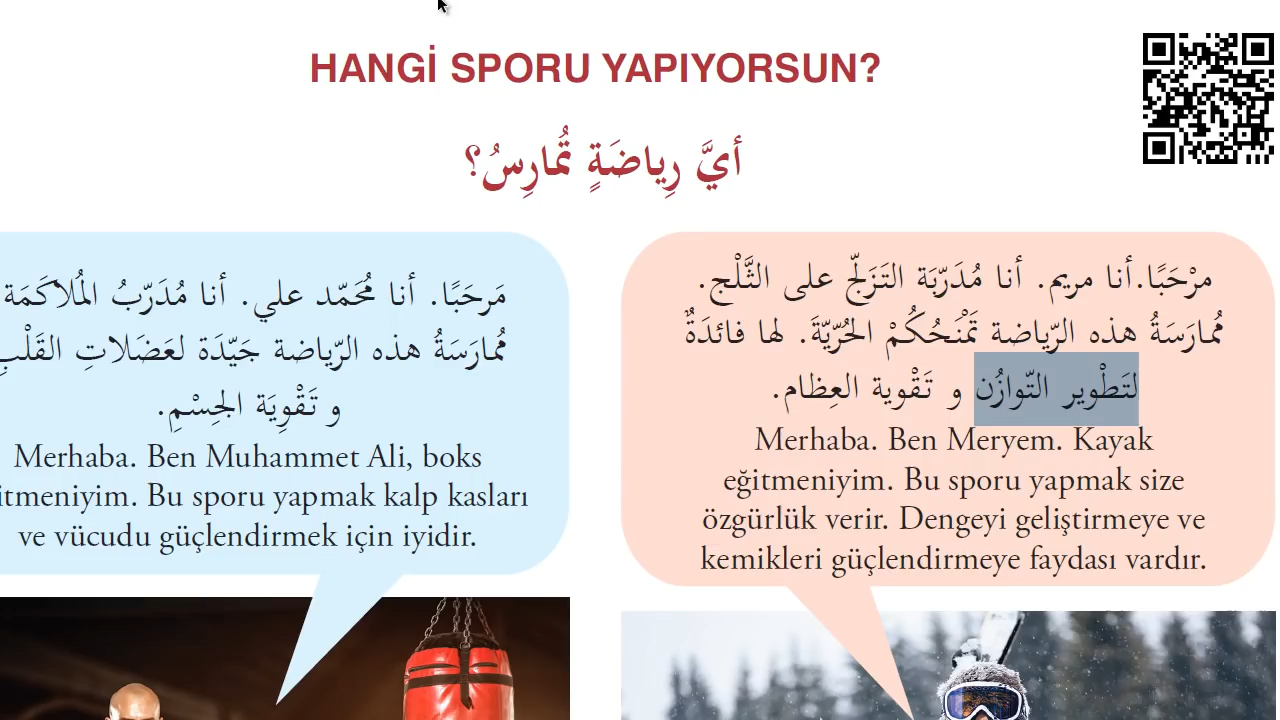 HANGİ SPORU YAPIYORSUN?
أيَّ رِياضَةٍ تُمارِسُ؟
مَرحَبًا. أنا مُحَمّد علي. أنا مُدَرّبُ المُلاكَمَة
مُمارَسَةُ هذه الرّياضة جَيّدَة لعَضَلاتِ القَلْبِ
و تَقْوِيَة الجِسْمِ.
Merhaba. Ben Muhammet Ali, boks
itmeniyim. Bu sporu yapmak kalp kasları
ve vücudu güçlendirmek için iyidir.
مرْحَبًا.أنا مريم. أنا مُدَرّبَة التَزَلّج على الثَّلْج.
مُمارَسَةُ هذه الرّياضة تَمْنَحُكُمْ الحُرّيّةَ. لها فائدَةٌ
لتَطْوير التّوازُن و تَقْوية العِظام.
Merhaba. Ben Meryem. Kayak
eğitmeniyim. Bu sporu yapmak size
özgürlük verir. Dengeyi geliştirmeye ve
kemikleri güçlendirmeye faydası vardır.